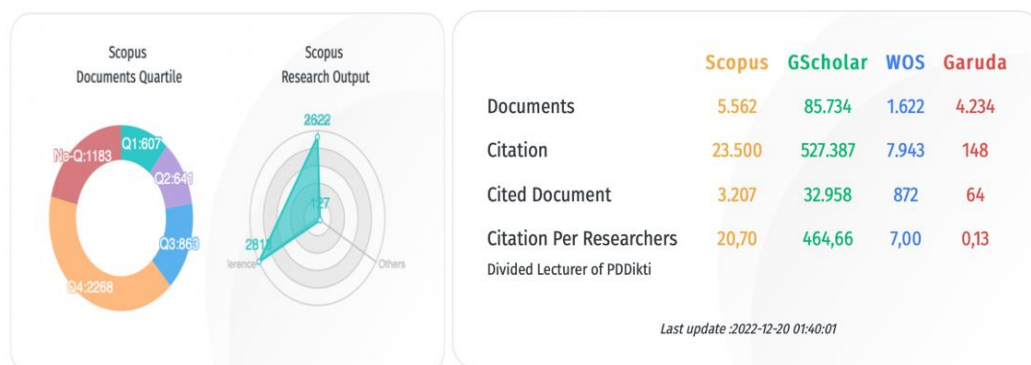 Scopus
Documents Quartile
No-Q:1183
Q1:607
Q2:641
Q3:863
Q4:2268
Scopus
Research Output
2622
127
2813
ference
Others
Scopus GScholar WOS Garuda
Documents 5.562 85.734 1.622 4.234
Citation 23.500 527.387 7.943 148
Cited Document 3.207 32.958 872 64
Citation Per Researchers 20,70 464,66 7,00 0,13
Divided Lecturer of PDDikti
Last update :2022-12-20 01:40:01